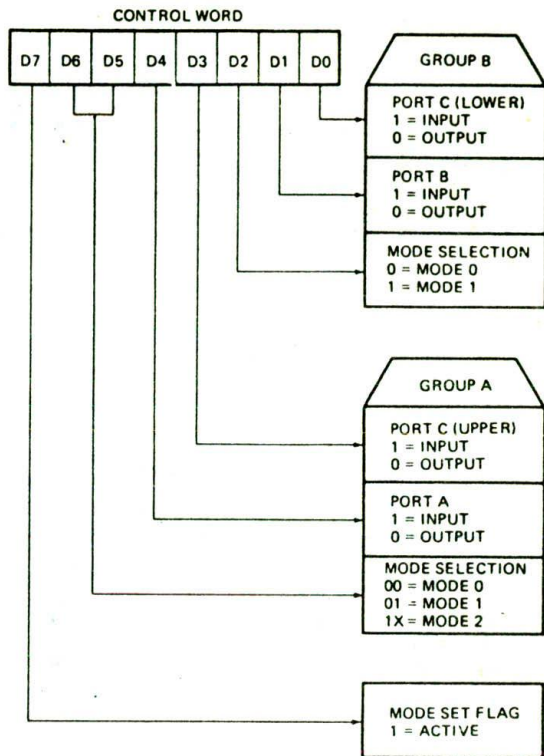 CONTROL WORD
D7 D6 D5 D4 D3 D2 D1 D0
GROUP B
PORT C (LOWER)
1 = INPUT
0 = OUTPUT
PORT B
1 = INPUT
0 = OUTPUT
MODE SELECTION
0 = MODE 0
1 = MODE 1
GROUP A
PORT C (UPPER)
1 = INPUT
0 = OUTPUT
PORT A
1 = INPUT
0 = OUTPUT
MODE SELECTION
00 = MODE 0
01 = MODE 1
1X = MODE 2
MODE SET FLAG
1 = ACTIVE